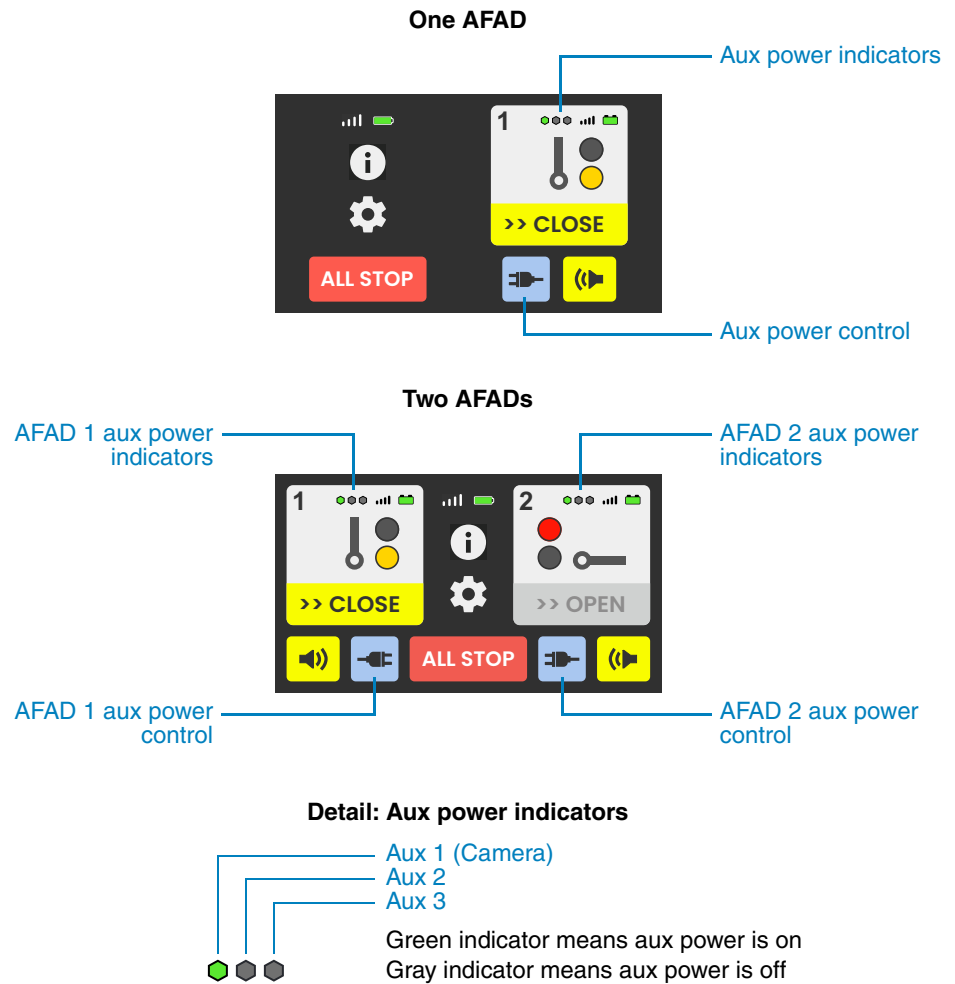 One AFAD
Aux power indicators
1
>> CLOSE
ALL STOP
Aux power control
Two AFADs
AFAD 1 aux power
indicators
AFAD 2 aux power
indicators
1
2
>> CLOSE
>> OPEN
ALL STOP
AFAD 1 aux power
control
AFAD 2 aux power
control
Detail: Aux power indicators
Aux 1 (Camera)
Aux 2
Aux 3
Green indicator means aux power is on
Gray indicator means aux power is off